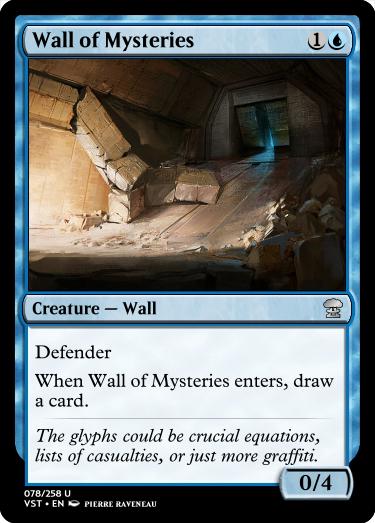 Wall of Mysteries 1
Creature — Wall
Defender
When Wall of Mysteries enters, draw
a card.
The glyphs could be crucial equations,
lists of casualties, or just more graffiti.
0/4
078/258 U
VST • EN PIERRE RAVENEAU